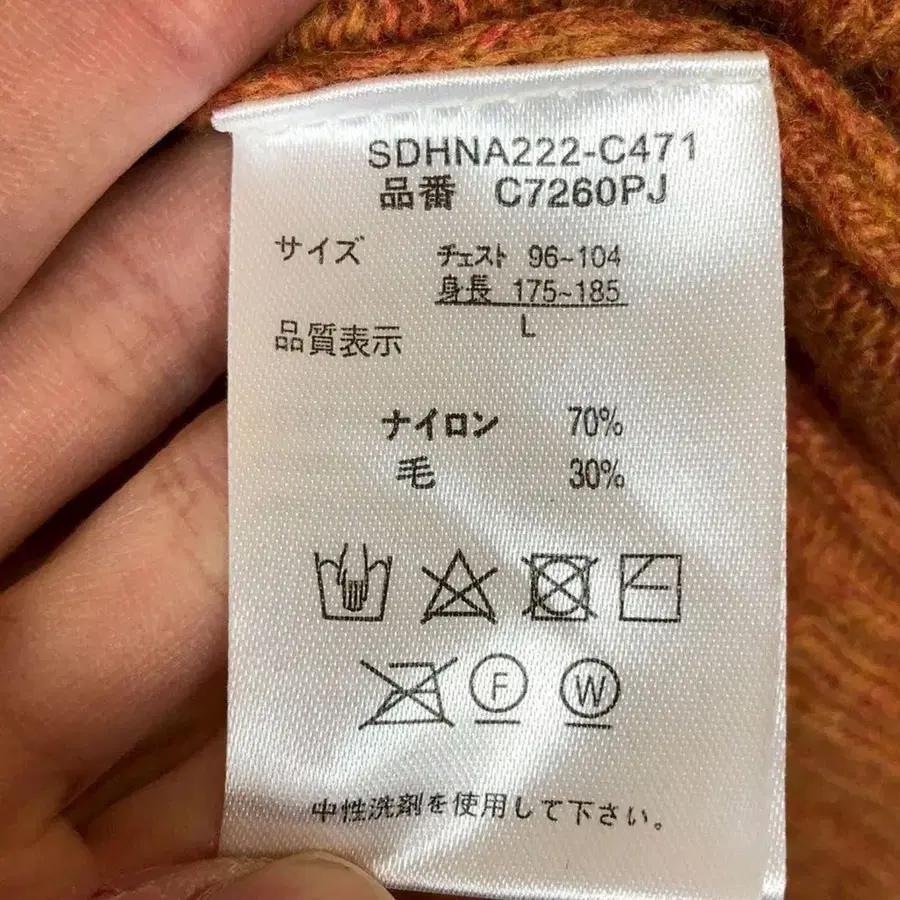 SDHNA222-C471
品番 C7260PJ
サイズ チェスト 96~104
身長 175~185
L
品質表示
ナイロン 70%
毛 30%
F W
中性洗剤を使用して下さい。